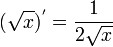 (√x)′ = 1/(2√x)